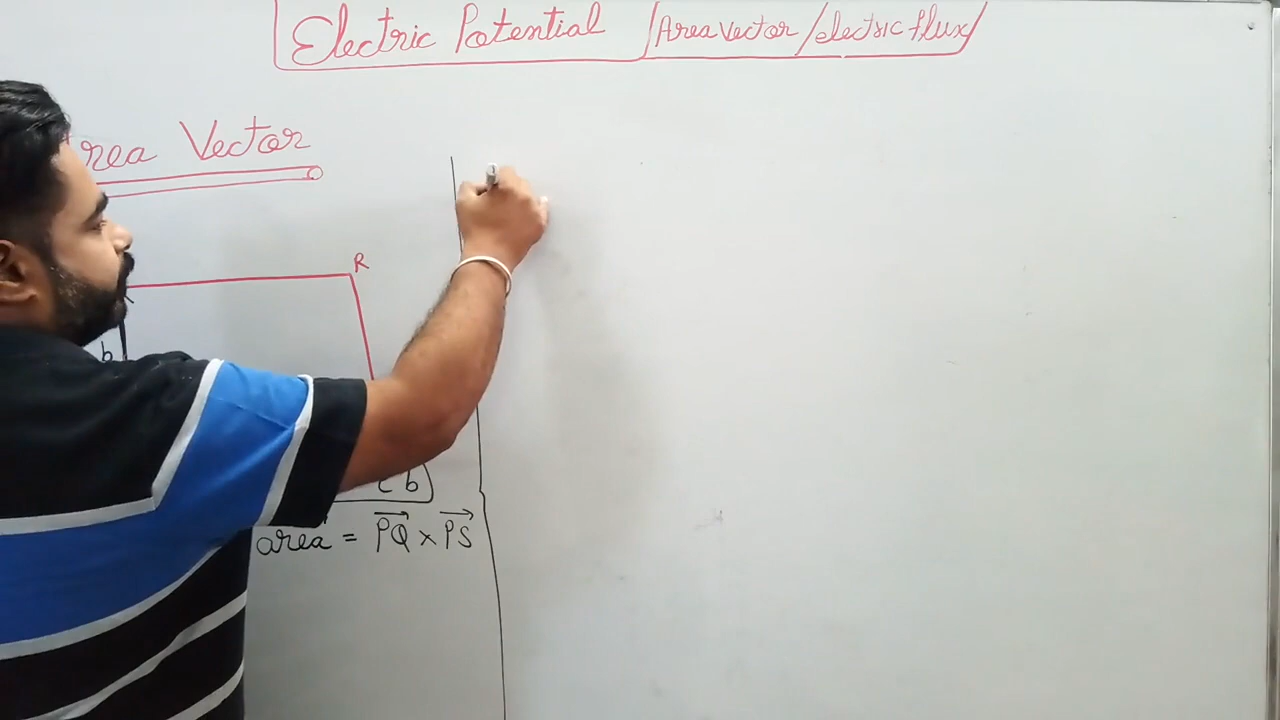 Electric Potential /Area Vector /electric flux/
rea Vector
R
b
l b
area = PQ × PS